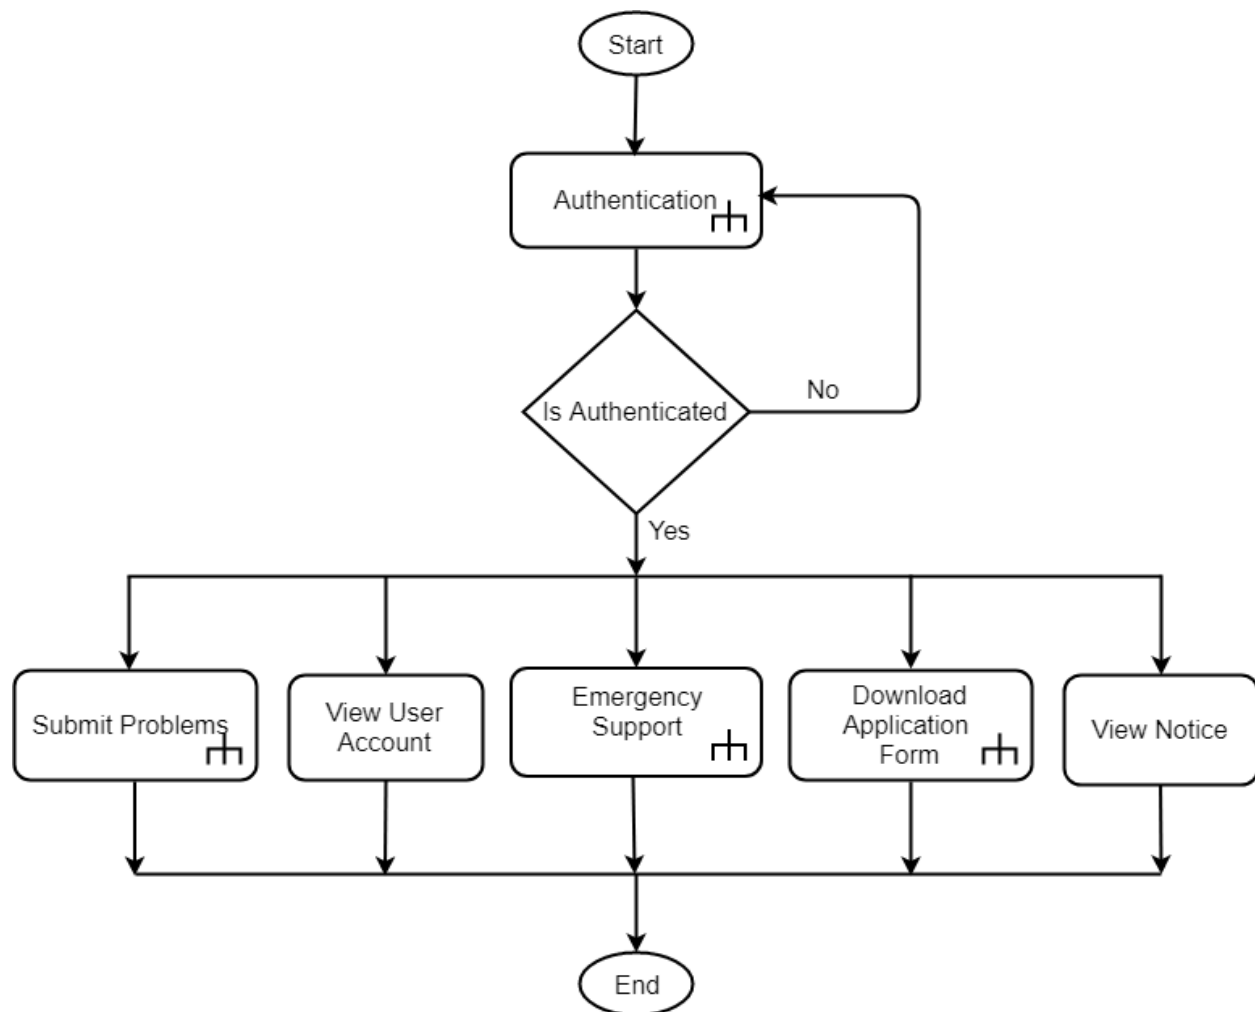 Start
Authentication
Is Authenticated
No
Yes
Submit Problems
View User
Account
Emergency
Support
Download
Application
Form
View Notice
End